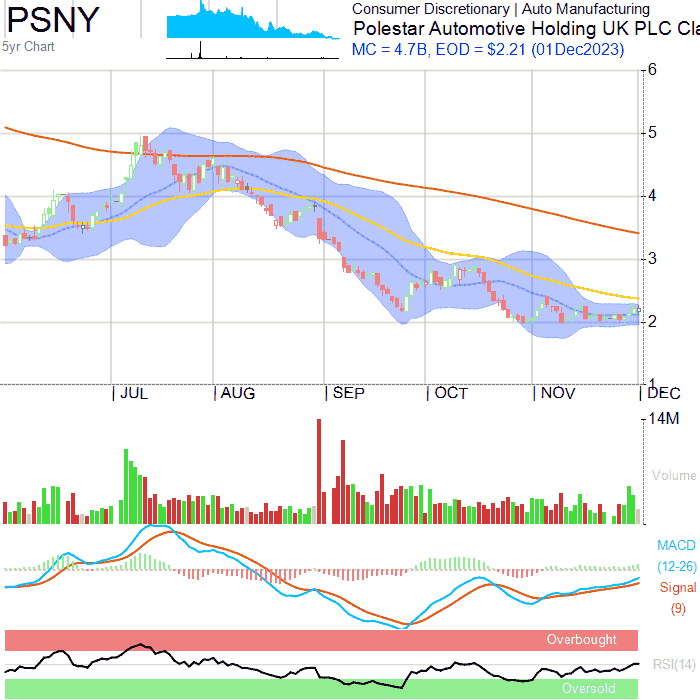 PSNY
5yr Chart
Consumer Discretionary | Auto Manufacturing
Polestar Automotive Holding UK PLC Cla
MC = 4.7B, EOD = $2.21 (01Dec2023)
6
5
4
3
2
1
JUL AUG SEP OCT NOV DEC
14M
Volume
MACD
(12-26)
Signal
(9)
Overbought
RSI(14)
Oversold